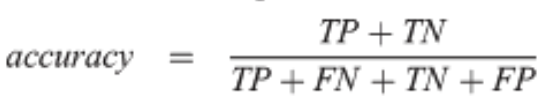 accuracy = TP + TN / TP + FN + TN + FP